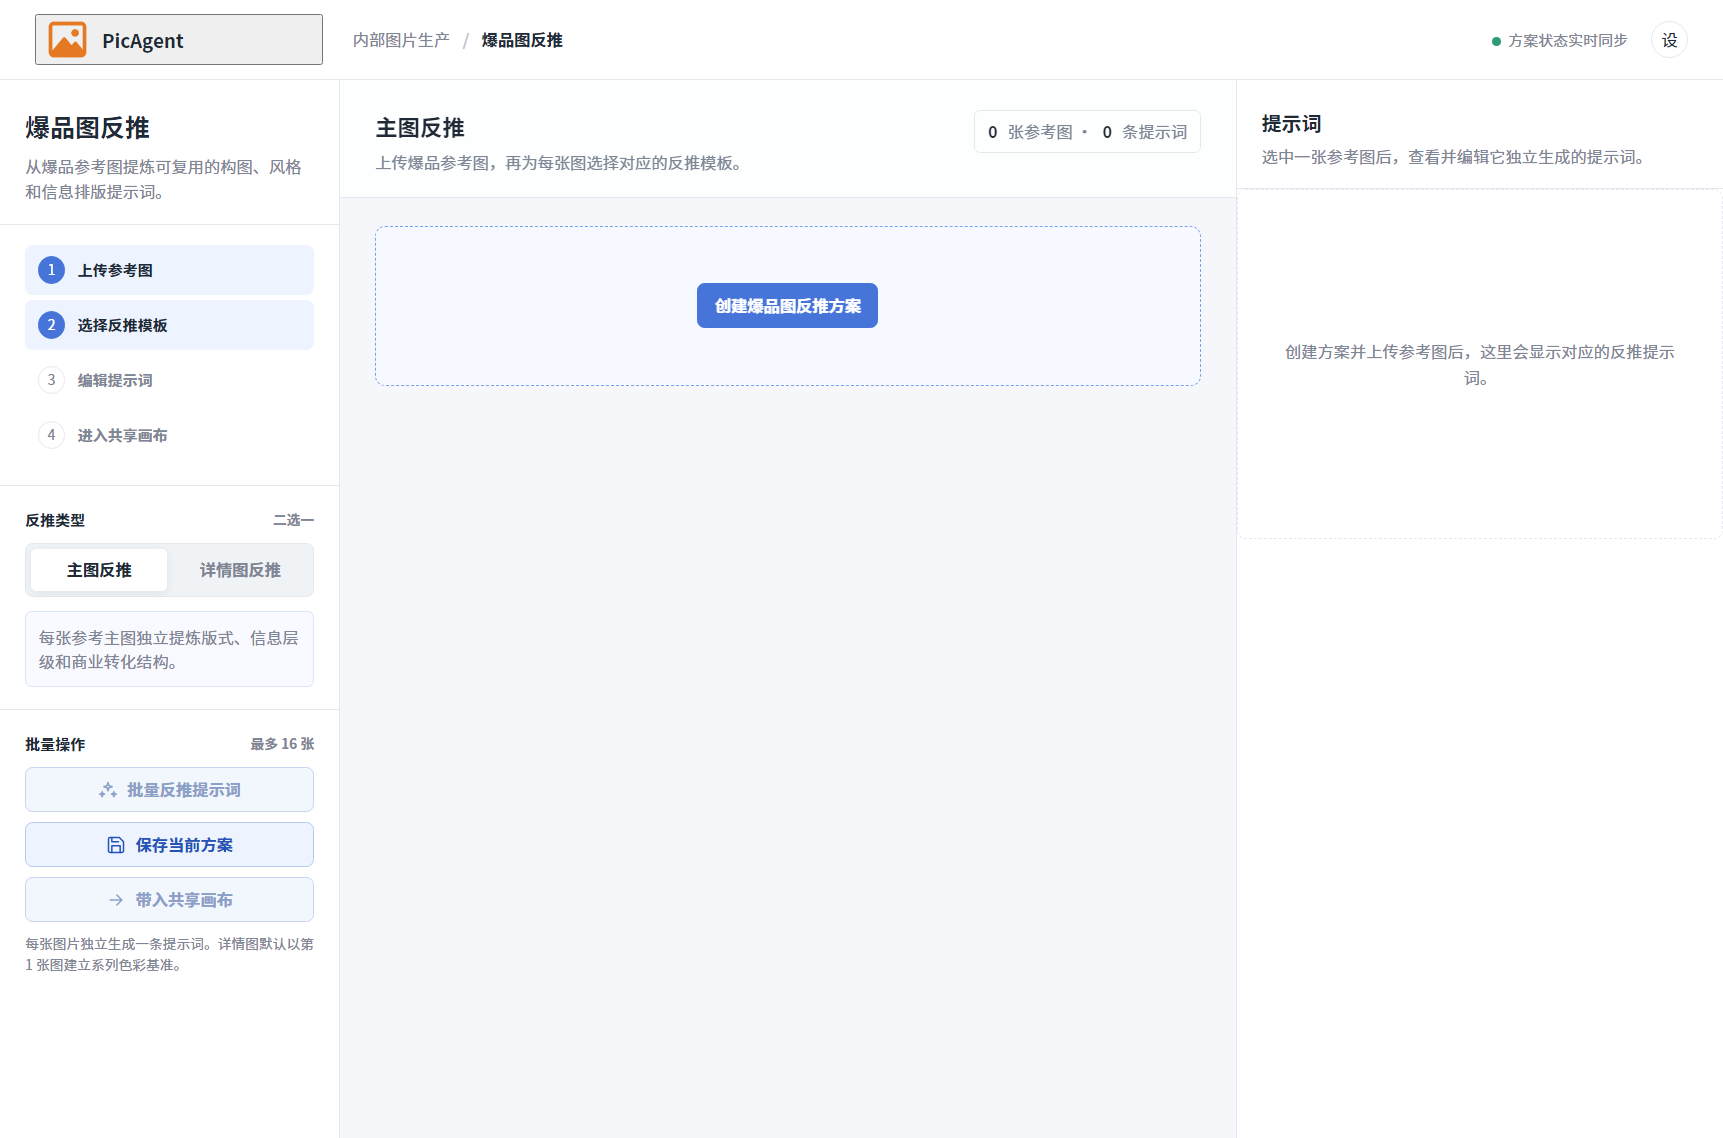 PicAgent
内部图片生产 / 爆品图反推
方案状态实时同步
设
爆品图反推
从爆品参考图提炼可复用的构图、风格
和信息排版提示词。
1 上传参考图
2 选择反推模板
3 编辑提示词
4 进入共享画布
反推类型 二选一
主图反推 详情图反推
每张参考主图独立提炼版式、信息层
级和商业转化结构。
批量操作 最多 16 张
批量反推提示词
保存当前方案
带入共享画布
每张图片独立生成一条提示词。详情图默认以第
1 张图建立系列色彩基准。
主图反推
上传爆品参考图，再为每张图选择对应的反推模板。
0 张参考图 · 0 条提示词
创建爆品图反推方案
提示词
选中一张参考图后，查看并编辑它独立生成的提示词。
创建方案并上传参考图后，这里会显示对应的反推提示
词。